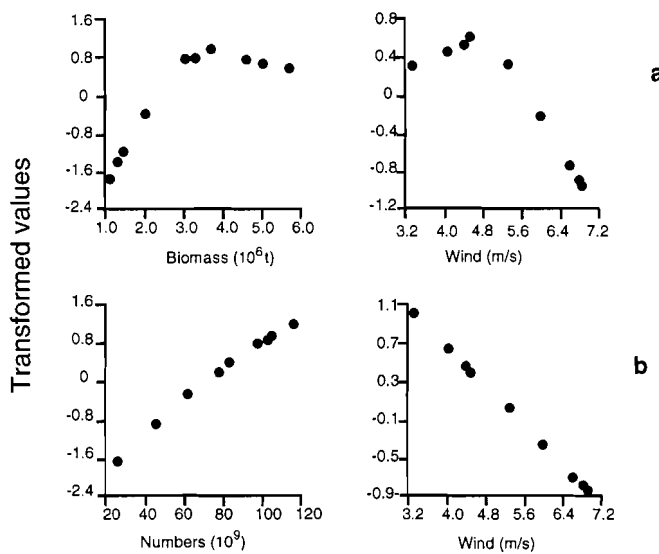 Transformed values
1.6
0.8
0
-0.8
-1.6
-2.4
1.0 2.0 3.0 4.0 5.0 6.0
Biomass (10⁶t)
0.8
0.4
0
-0.4
-0.8
-1.2
3.2 4.0 4.8 5.6 6.4 7.2
Wind (m/s)
a
1.6
0.8
0
-0.8
-1.6
-2.4
20 40 60 80 100 120
Numbers (10⁹)
1.1
0.7
0.3
-0.1
-0.5
-0.9
3.2 4.0 4.8 5.6 6.4 7.2
Wind (m/s)
b